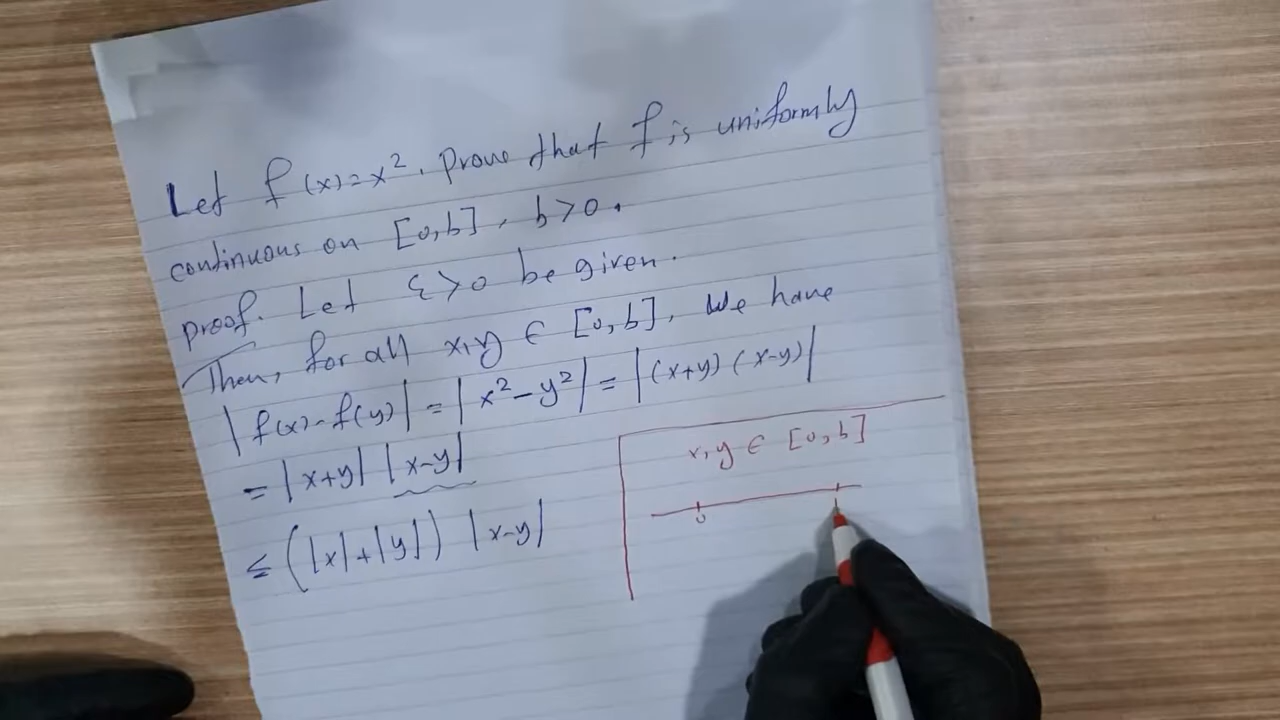 Let f(x)=x². Prove that f is uniformly
continuous on [0,b], b>0.
Proof. Let ε>0 be given.
Then, for all x,y ∈ [0,b], we have
|f(x)-f(y)| = |x²-y²| = |(x+y)(x-y)|
= |x+y| |x-y|
≤ (|x|+|y|) |x-y|
x,y ∈ [0,b]
0